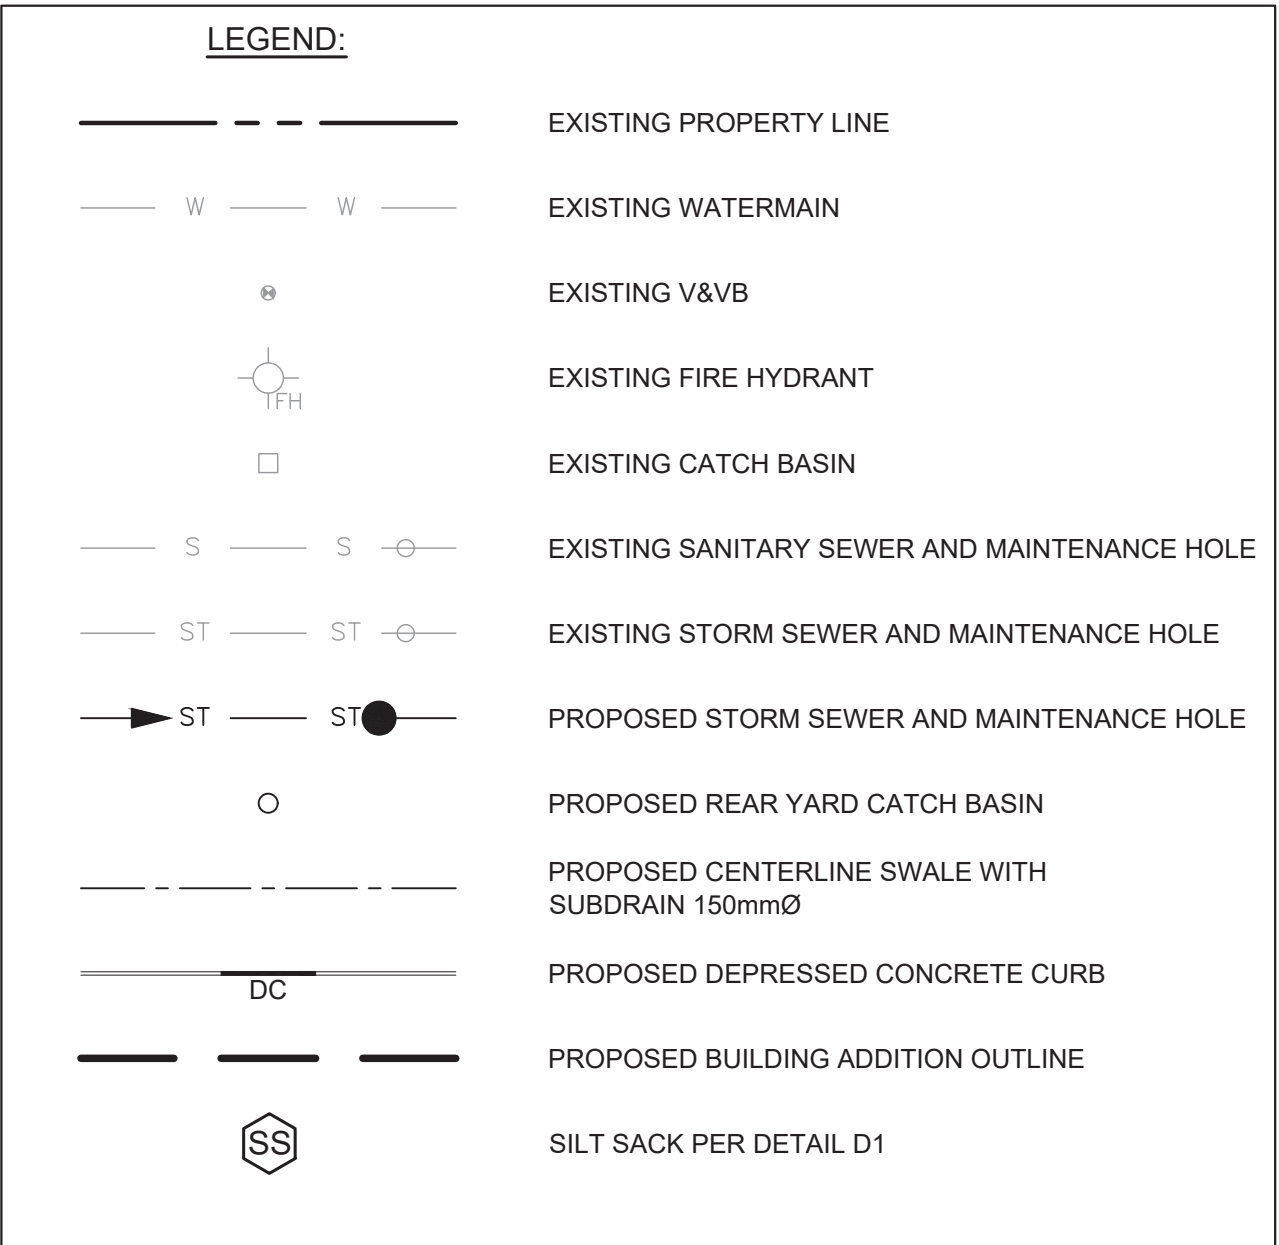 LEGEND:
EXISTING PROPERTY LINE
W W EXISTING WATERMAIN
EXISTING V&VB
EXISTING FIRE HYDRANT
FH
EXISTING CATCH BASIN
S S EXISTING SANITARY SEWER AND MAINTENANCE HOLE
ST ST EXISTING STORM SEWER AND MAINTENANCE HOLE
ST ST PROPOSED STORM SEWER AND MAINTENANCE HOLE
PROPOSED REAR YARD CATCH BASIN
PROPOSED CENTERLINE SWALE WITH
SUBDRAIN 150mmØ
PROPOSED DEPRESSED CONCRETE CURB
DC
PROPOSED BUILDING ADDITION OUTLINE
SS SILT SACK PER DETAIL D1